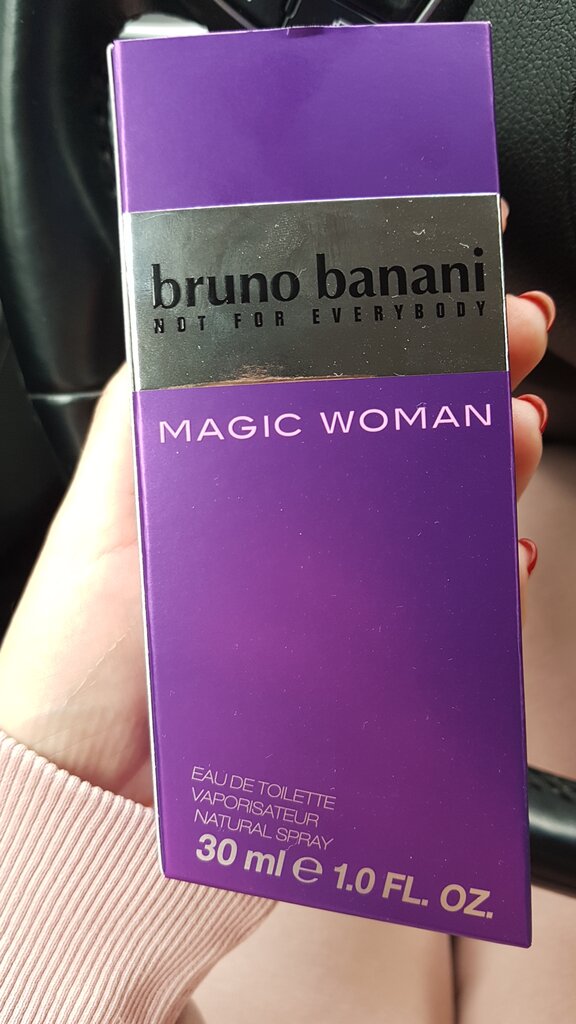 bruno banani
NOT FOR EVERYBODY
MAGIC WOMAN
EAU DE TOILETTE
VAPORISATEUR
NATURAL SPRAY
30 ml ℮ 1.0 FL. OZ.